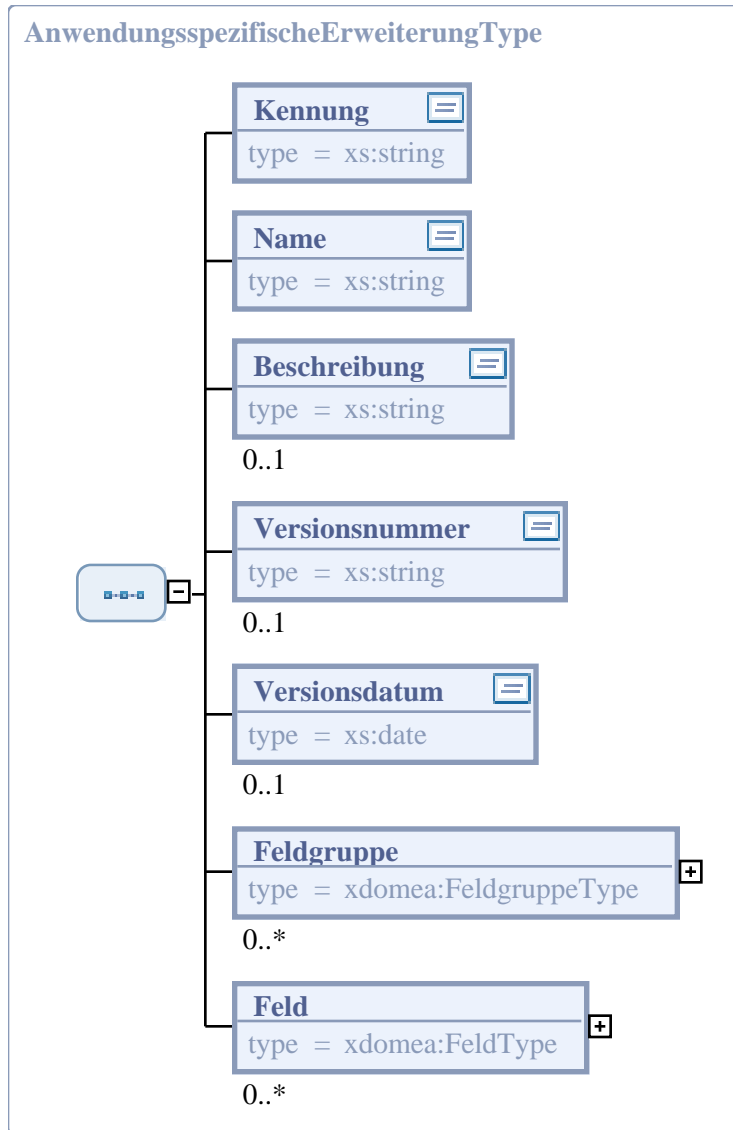 AnwendungsspezifischeErweiterungType
Kennung
type = xs:string
Name
type = xs:string
Beschreibung
type = xs:string
0..1
Versionsnummer
type = xs:string
0..1
Versionsdatum
type = xs:date
0..1
Feldgruppe
type = xdomea:FeldgruppeType
0..*
Feld
type = xdomea:FeldType
0..*